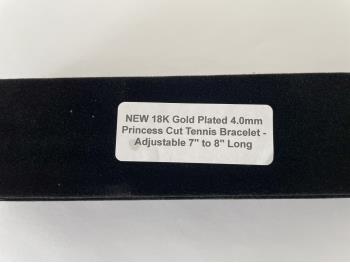 NEW 18K Gold Plated 4.0mm
Princess Cut Tennis Bracelet -
Adjustable 7" to 8" Long